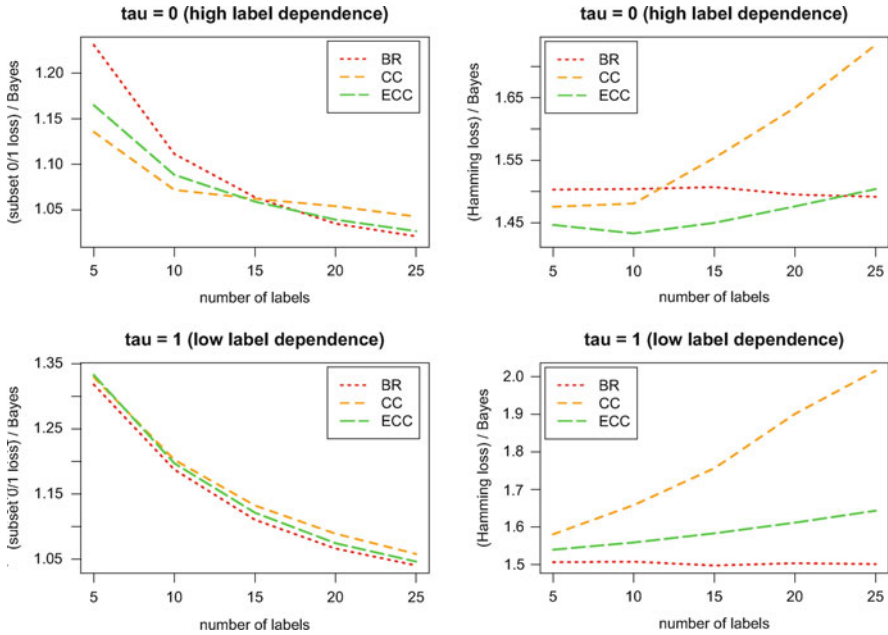 tau = 0 (high label dependence)
(subset 0/1 loss) / Bayes
1.20
1.15
1.10
1.05
BR
CC
ECC
5 10 15 20 25
number of labels
tau = 0 (high label dependence)
(Hamming loss) / Bayes
1.65
1.55
1.45
BR
CC
ECC
5 10 15 20 25
number of labels
tau = 1 (low label dependence)
(subset 0/1 loss) / Bayes
1.35
1.25
1.15
1.05
BR
CC
ECC
5 10 15 20 25
number of labels
tau = 1 (low label dependence)
(Hamming loss) / Bayes
2.0
1.9
1.8
1.7
1.6
1.5
BR
CC
ECC
5 10 15 20 25
number of labels